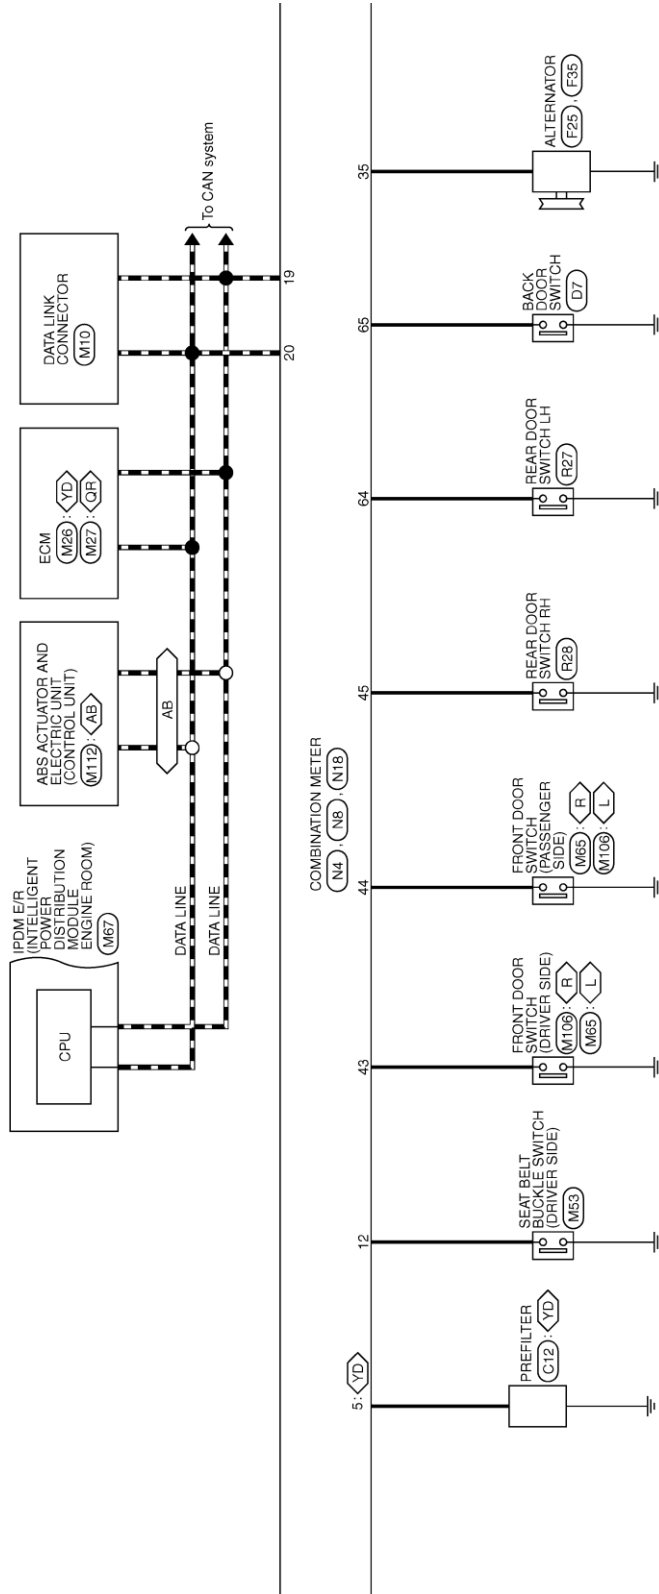 IPDM E/R
(INTELLIGENT
POWER
DISTRIBUTION
MODULE
ENGINE ROOM)
M67
CPU
ABS ACTUATOR AND
ELECTRIC UNIT
(CONTROL UNIT)
M112 : AB
ECM
M26 : YD
M27 : QR
DATA LINK
CONNECTOR
M10
AB
DATA LINE
DATA LINE
To CAN system
20
19
COMBINATION METER
N4 , N8 , N18
5 : YD
12
43
44
45
64
65
35
PREFILTER
C12 : YD
SEAT BELT
BUCKLE SWITCH
(DRIVER SIDE)
M53
FRONT DOOR
SWITCH
(DRIVER SIDE)
M106 : R
M65 : L
FRONT DOOR
SWITCH
(PASSENGER
SIDE)
M65 : R
M106 : L
REAR DOOR
SWITCH RH
R28
REAR DOOR
SWITCH LH
R27
BACK
DOOR
SWITCH
D7
ALTERNATOR
F25 , F35